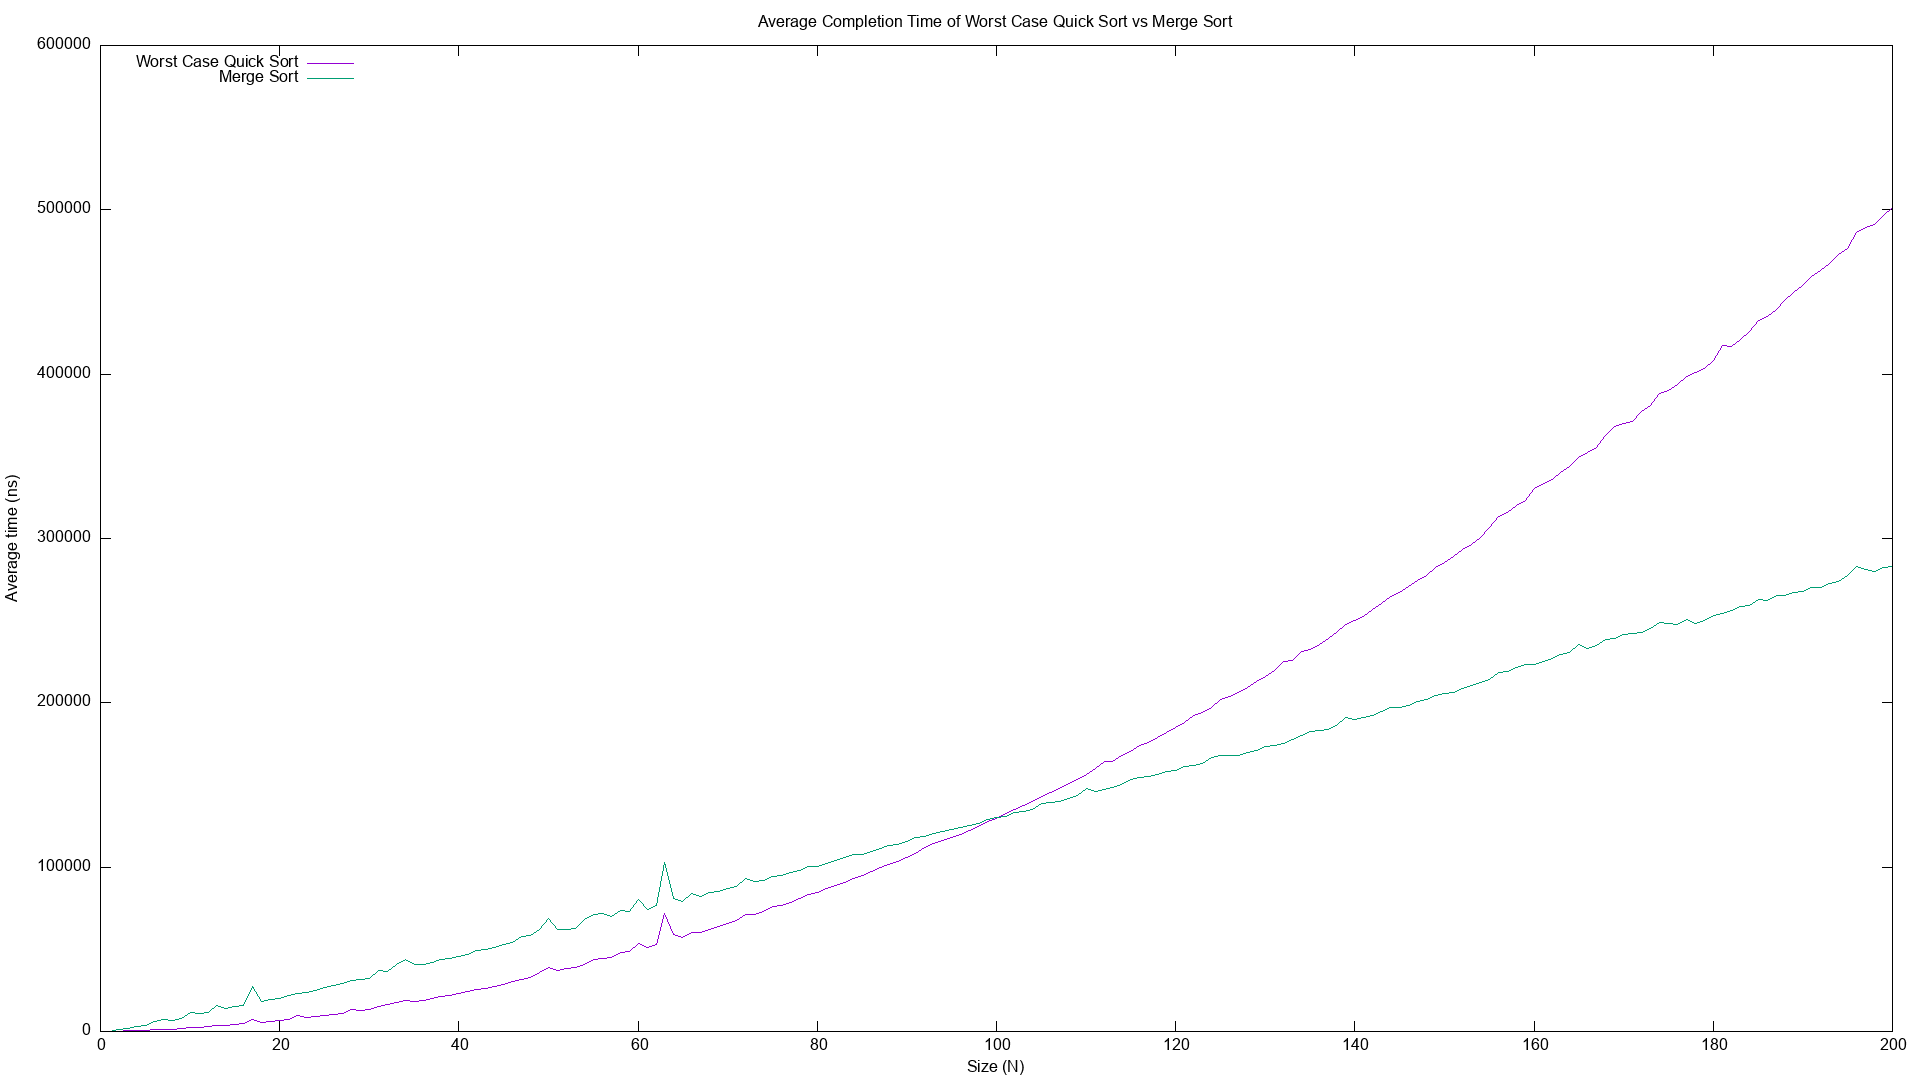 Average Completion Time of Worst Case Quick Sort vs Merge Sort
600000
Worst Case Quick Sort
Merge Sort
500000
400000
300000
Average time (ns)
200000
100000
0
0 20 40 60 80 100 120 140 160 180 200
Size (N)